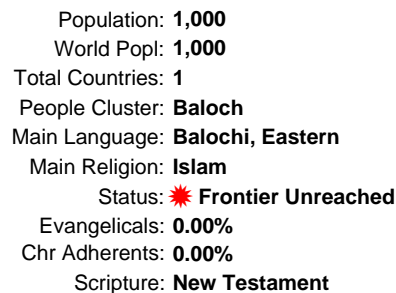 Population: 1,000
World Popl: 1,000
Total Countries: 1
People Cluster: Baloch
Main Language: Balochi, Eastern
Main Religion: Islam
Status: Frontier Unreached
Evangelicals: 0.00%
Chr Adherents: 0.00%
Scripture: New Testament